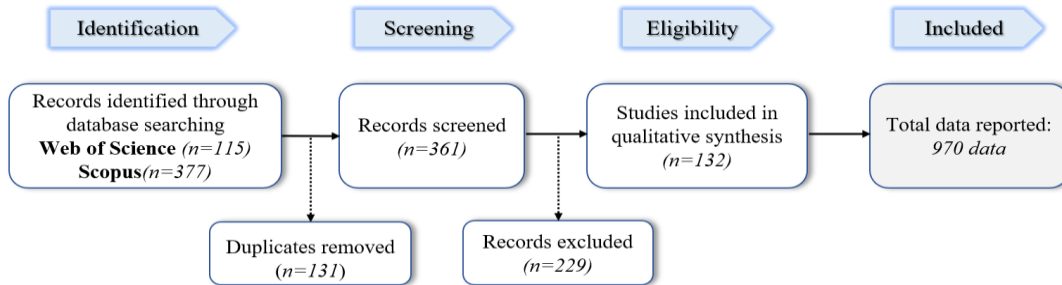 Identification
Screening
Eligibility
Included
Records identified through
database searching
Web of Science (n=115)
Scopus(n=377)
Records screened
(n=361)
Studies included in
qualitative synthesis
(n=132)
Total data reported:
970 data
Duplicates removed
(n=131)
Records excluded
(n=229)